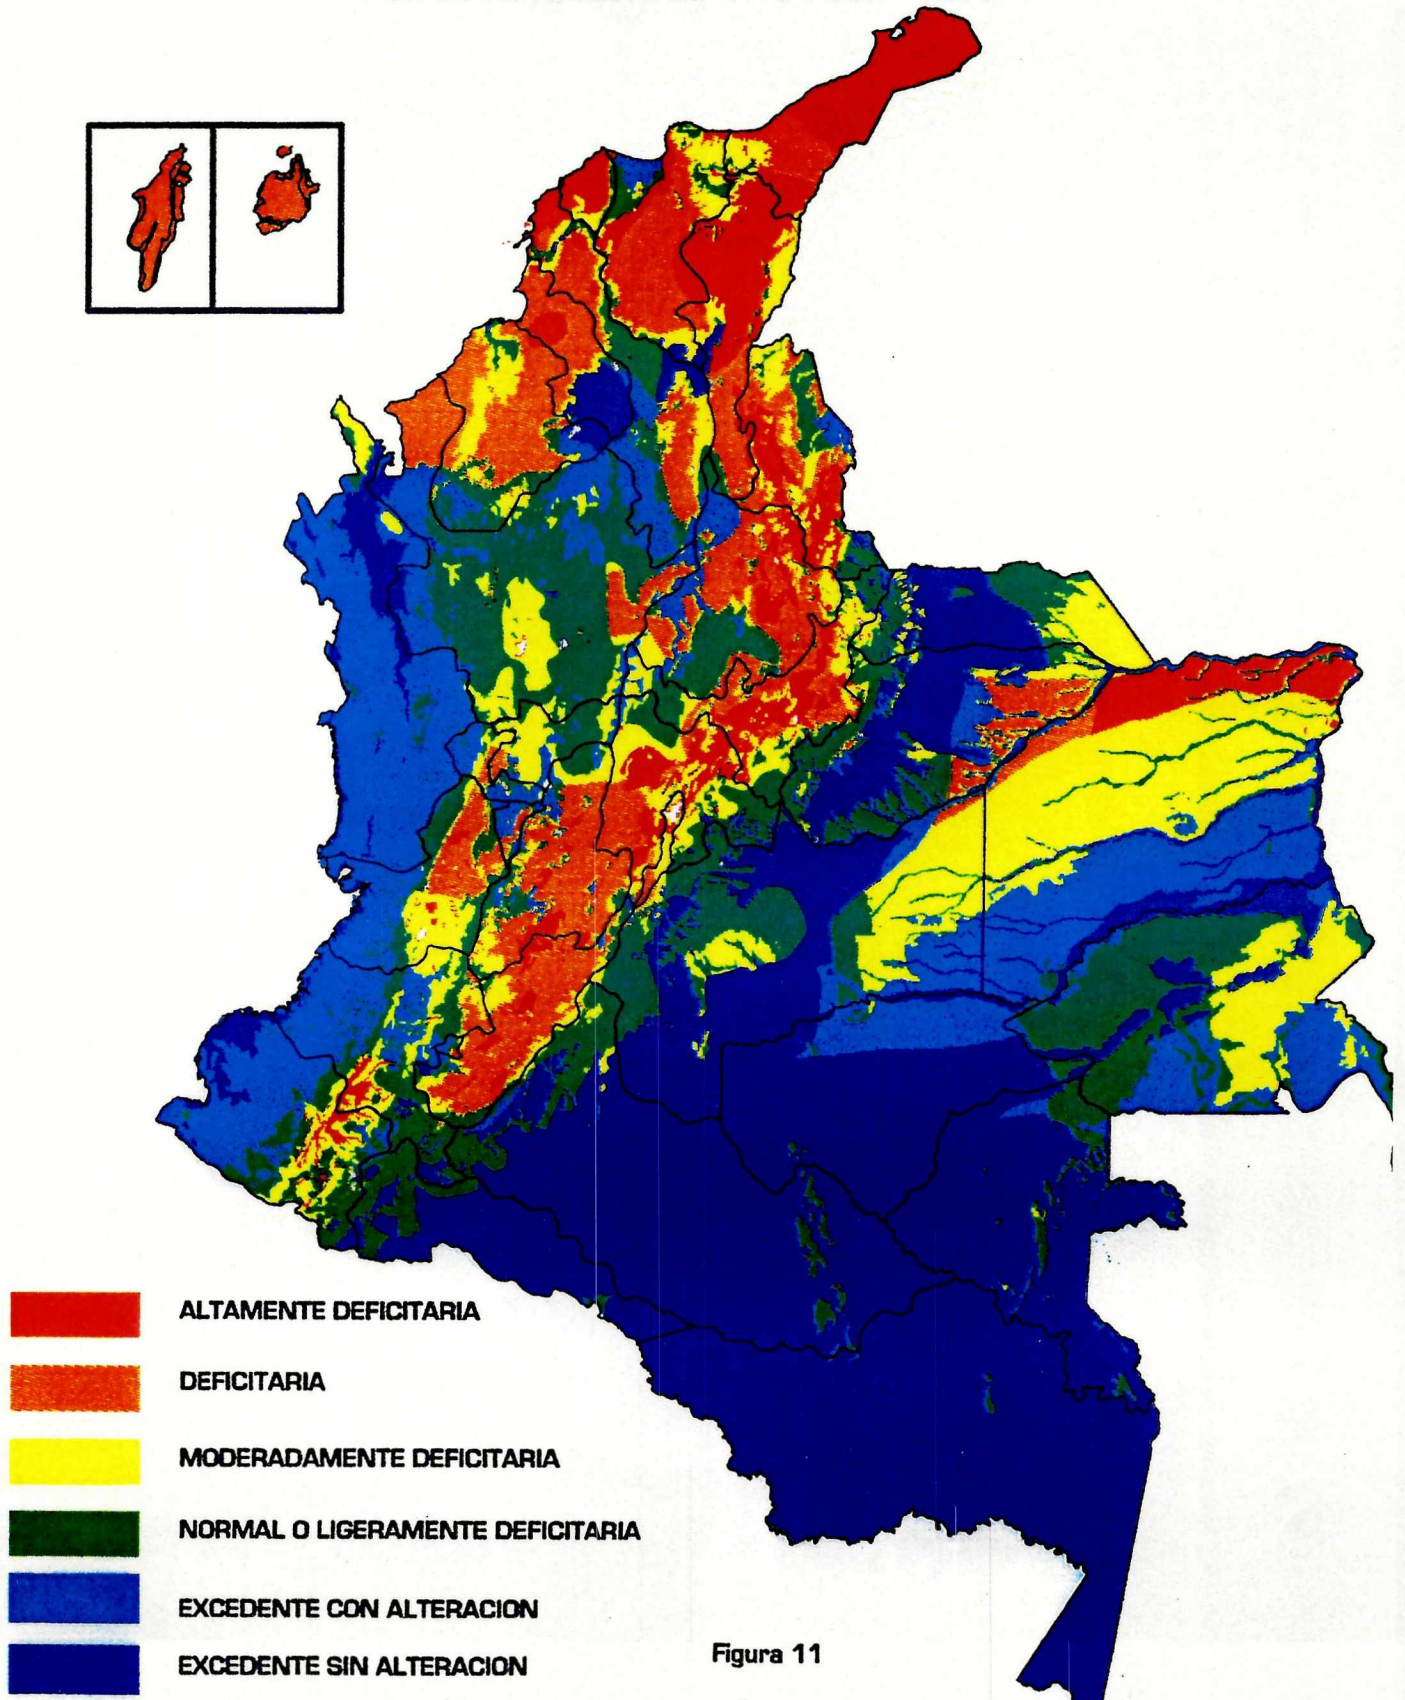 ALTAMENTE DEFICITARIA
DEFICITARIA
MODERADAMENTE DEFICITARIA
NORMAL O LIGERAMENTE DEFICITARIA
EXCEDENTE CON ALTERACION
EXCEDENTE SIN ALTERACION
Figura 11